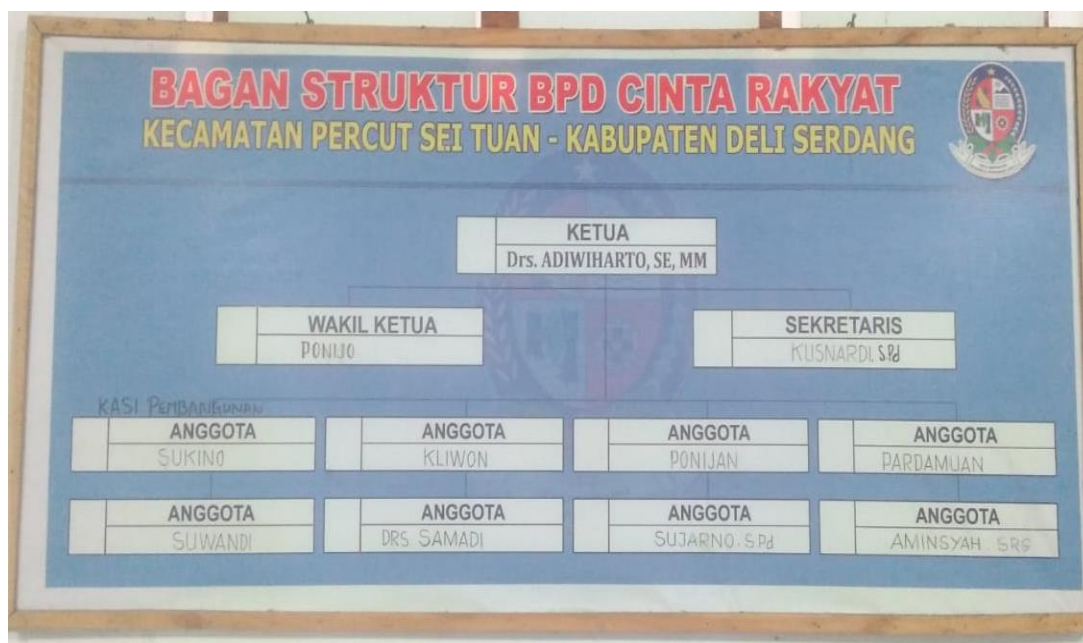 BAGAN STRUKTUR BPD CINTA RAKYAT
KECAMATAN PERCUT SEI TUAN - KABUPATEN DELI SERDANG
KETUA
Drs. ADIWIHARTO, SE, MM
WAKIL KETUA
PONIJO
SEKRETARIS
KUSNARDI. S.Pd
KASI PEMBANGUNAN
ANGGOTA
SUKINO
ANGGOTA
KLIWON
ANGGOTA
PONIJAN
ANGGOTA
PARDAMUAN
ANGGOTA
SUWANDI
ANGGOTA
DRS SAMADI
ANGGOTA
SUJARNO. S.Pd
ANGGOTA
AMINSYAH